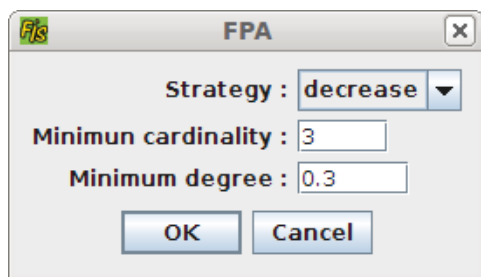 Fis FPA
Strategy : decrease
Minimun cardinality : 3
Minimum degree : 0.3
OK Cancel